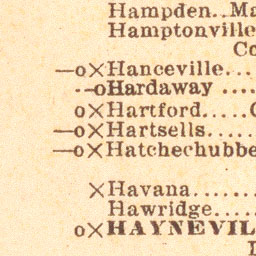 Hampden..Ma
Hamptonville
Co
—o×Hanceville...
--oHardaway ....
o×Hartford.....
—o×Hartsells......
—o×Hatchechubbe
×Havana.......
Hawridge.....
o×HAYNEVIL